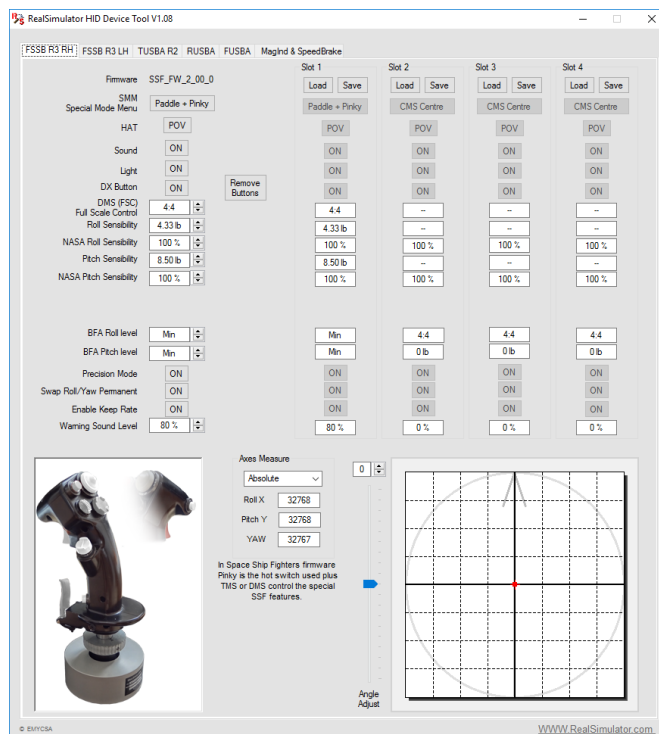 RealSimulator HID Device Tool V1.08
FSSB R3 RH FSSB R3 LH TUSBA R2 RUSBA FUSBA MagInd & SpeedBrake
Slot 1 Slot 2 Slot 3 Slot 4
Firmware SSF_FW_2_00_0 Load Save Load Save Load Save Load Save
SMM
Special Mode Menu Paddle + Pinky Paddle + Pinky CMS Centre CMS Centre CMS Centre
HAT POV POV POV POV POV
Sound ON ON ON ON ON
Light ON ON ON ON ON
DX Button ON Remove Buttons ON ON ON ON
DMS (FSC)
Full Scale Control 4:4 4:4 -- -- --
Roll Sensibility 4.33 lb 4.33 lb -- -- --
NASA Roll Sensibility 100 % 100 % 100 % 100 % 100 %
Pitch Sensibility 8.50 lb 8.50 lb -- -- --
NASA Pitch Sensibility 100 % 100 % 100 % 100 % 100 %
BFA Roll level Min Min 4:4 4:4 4:4
BFA Pitch level Min Min 0 lb 0 lb 0 lb
Precision Mode ON ON ON ON ON
Swap Roll/Yaw Permanent ON ON ON ON ON
Enable Keep Rate ON ON ON ON ON
Warning Sound Level 80 % 80 % 0 % 0 % 0 %
Axes Measure
Absolute 0
Roll X 32768
Pitch Y 32768
YAW 32767
In Space Ship Fighters firmware
Pinky is the hot switch used plus
TMS or DMS control the special
SSF features.
Angle
Adjust
© EMYCSA WWW.RealSimulator.com